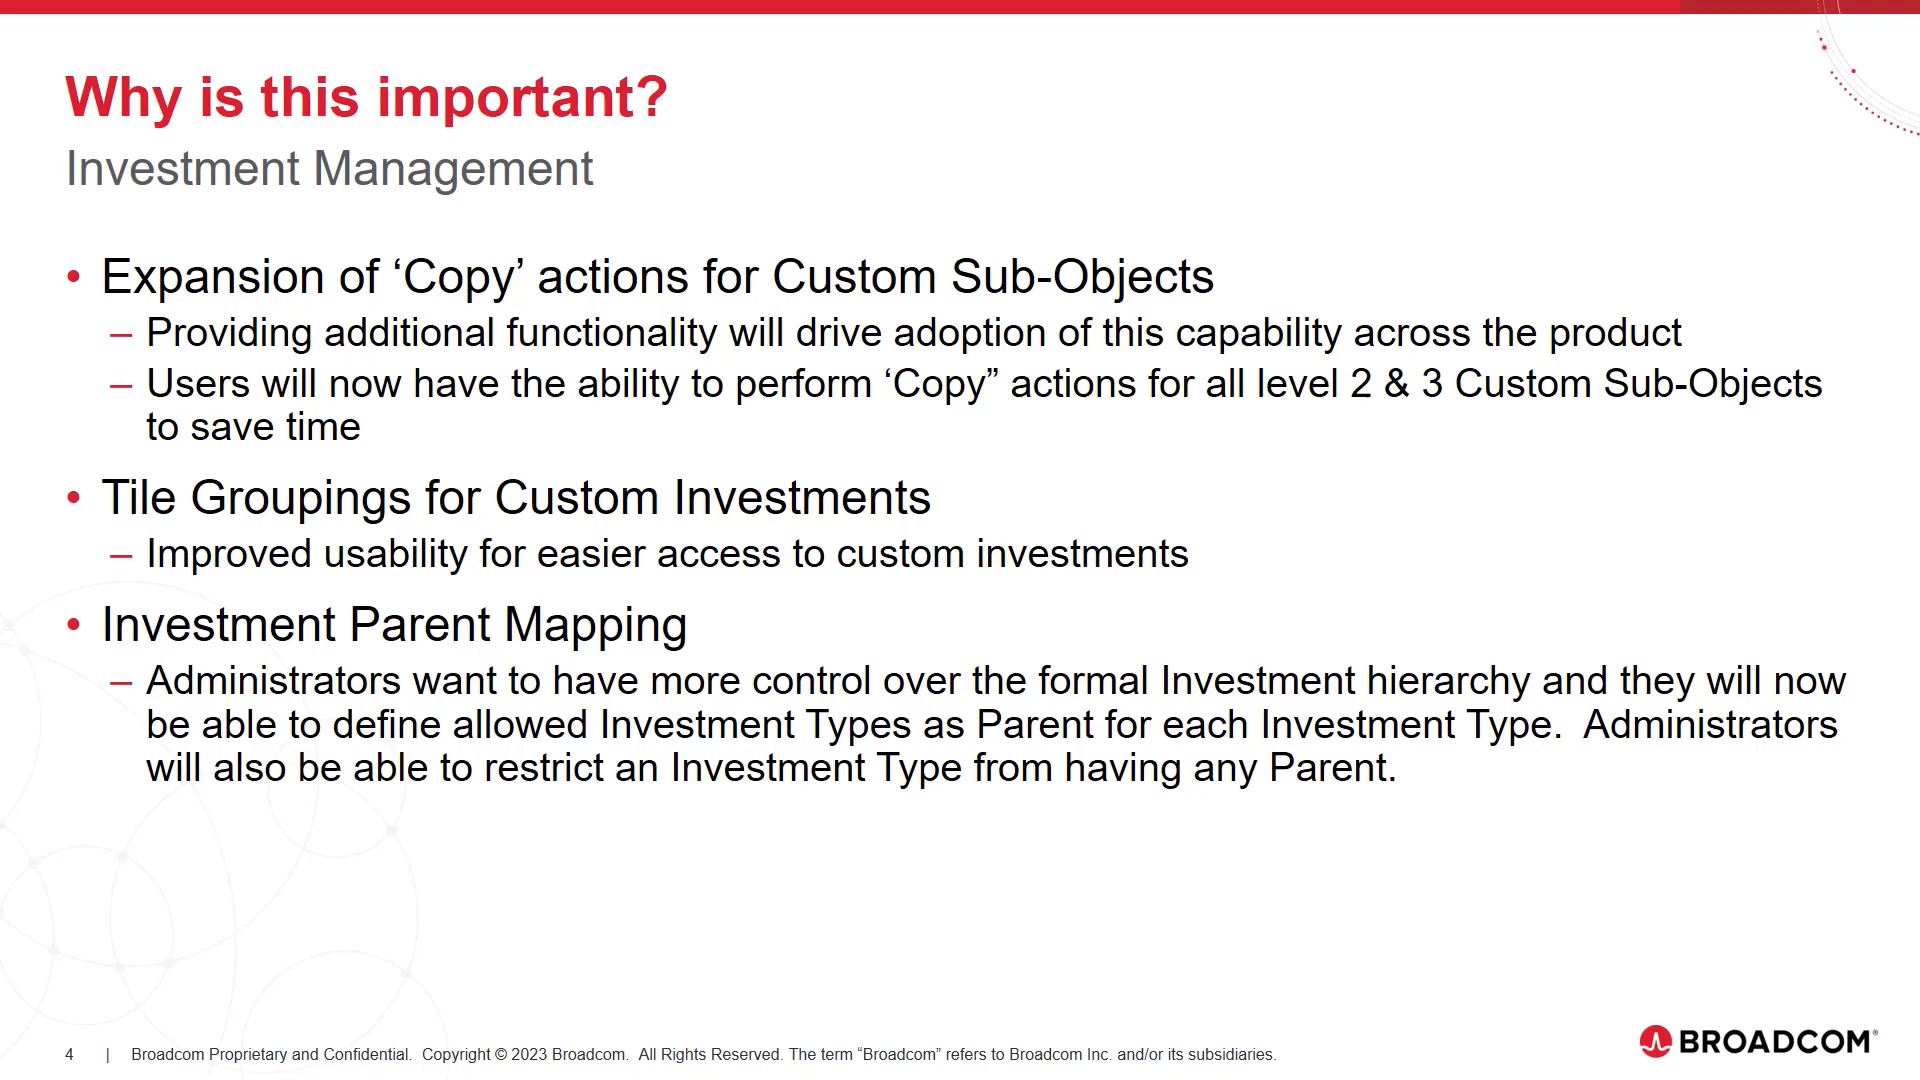 Why is this important?
Investment Management
• Expansion of ‘Copy’ actions for Custom Sub-Objects
– Providing additional functionality will drive adoption of this capability across the product
– Users will now have the ability to perform ‘Copy” actions for all level 2 & 3 Custom Sub-Objects
to save time
• Tile Groupings for Custom Investments
– Improved usability for easier access to custom investments
• Investment Parent Mapping
– Administrators want to have more control over the formal Investment hierarchy and they will now
be able to define allowed Investment Types as Parent for each Investment Type.  Administrators
will also be able to restrict an Investment Type from having any Parent.
4 | Broadcom Proprietary and Confidential.  Copyright © 2023 Broadcom.  All Rights Reserved. The term “Broadcom” refers to Broadcom Inc. and/or its subsidiaries.
BROADCOM®